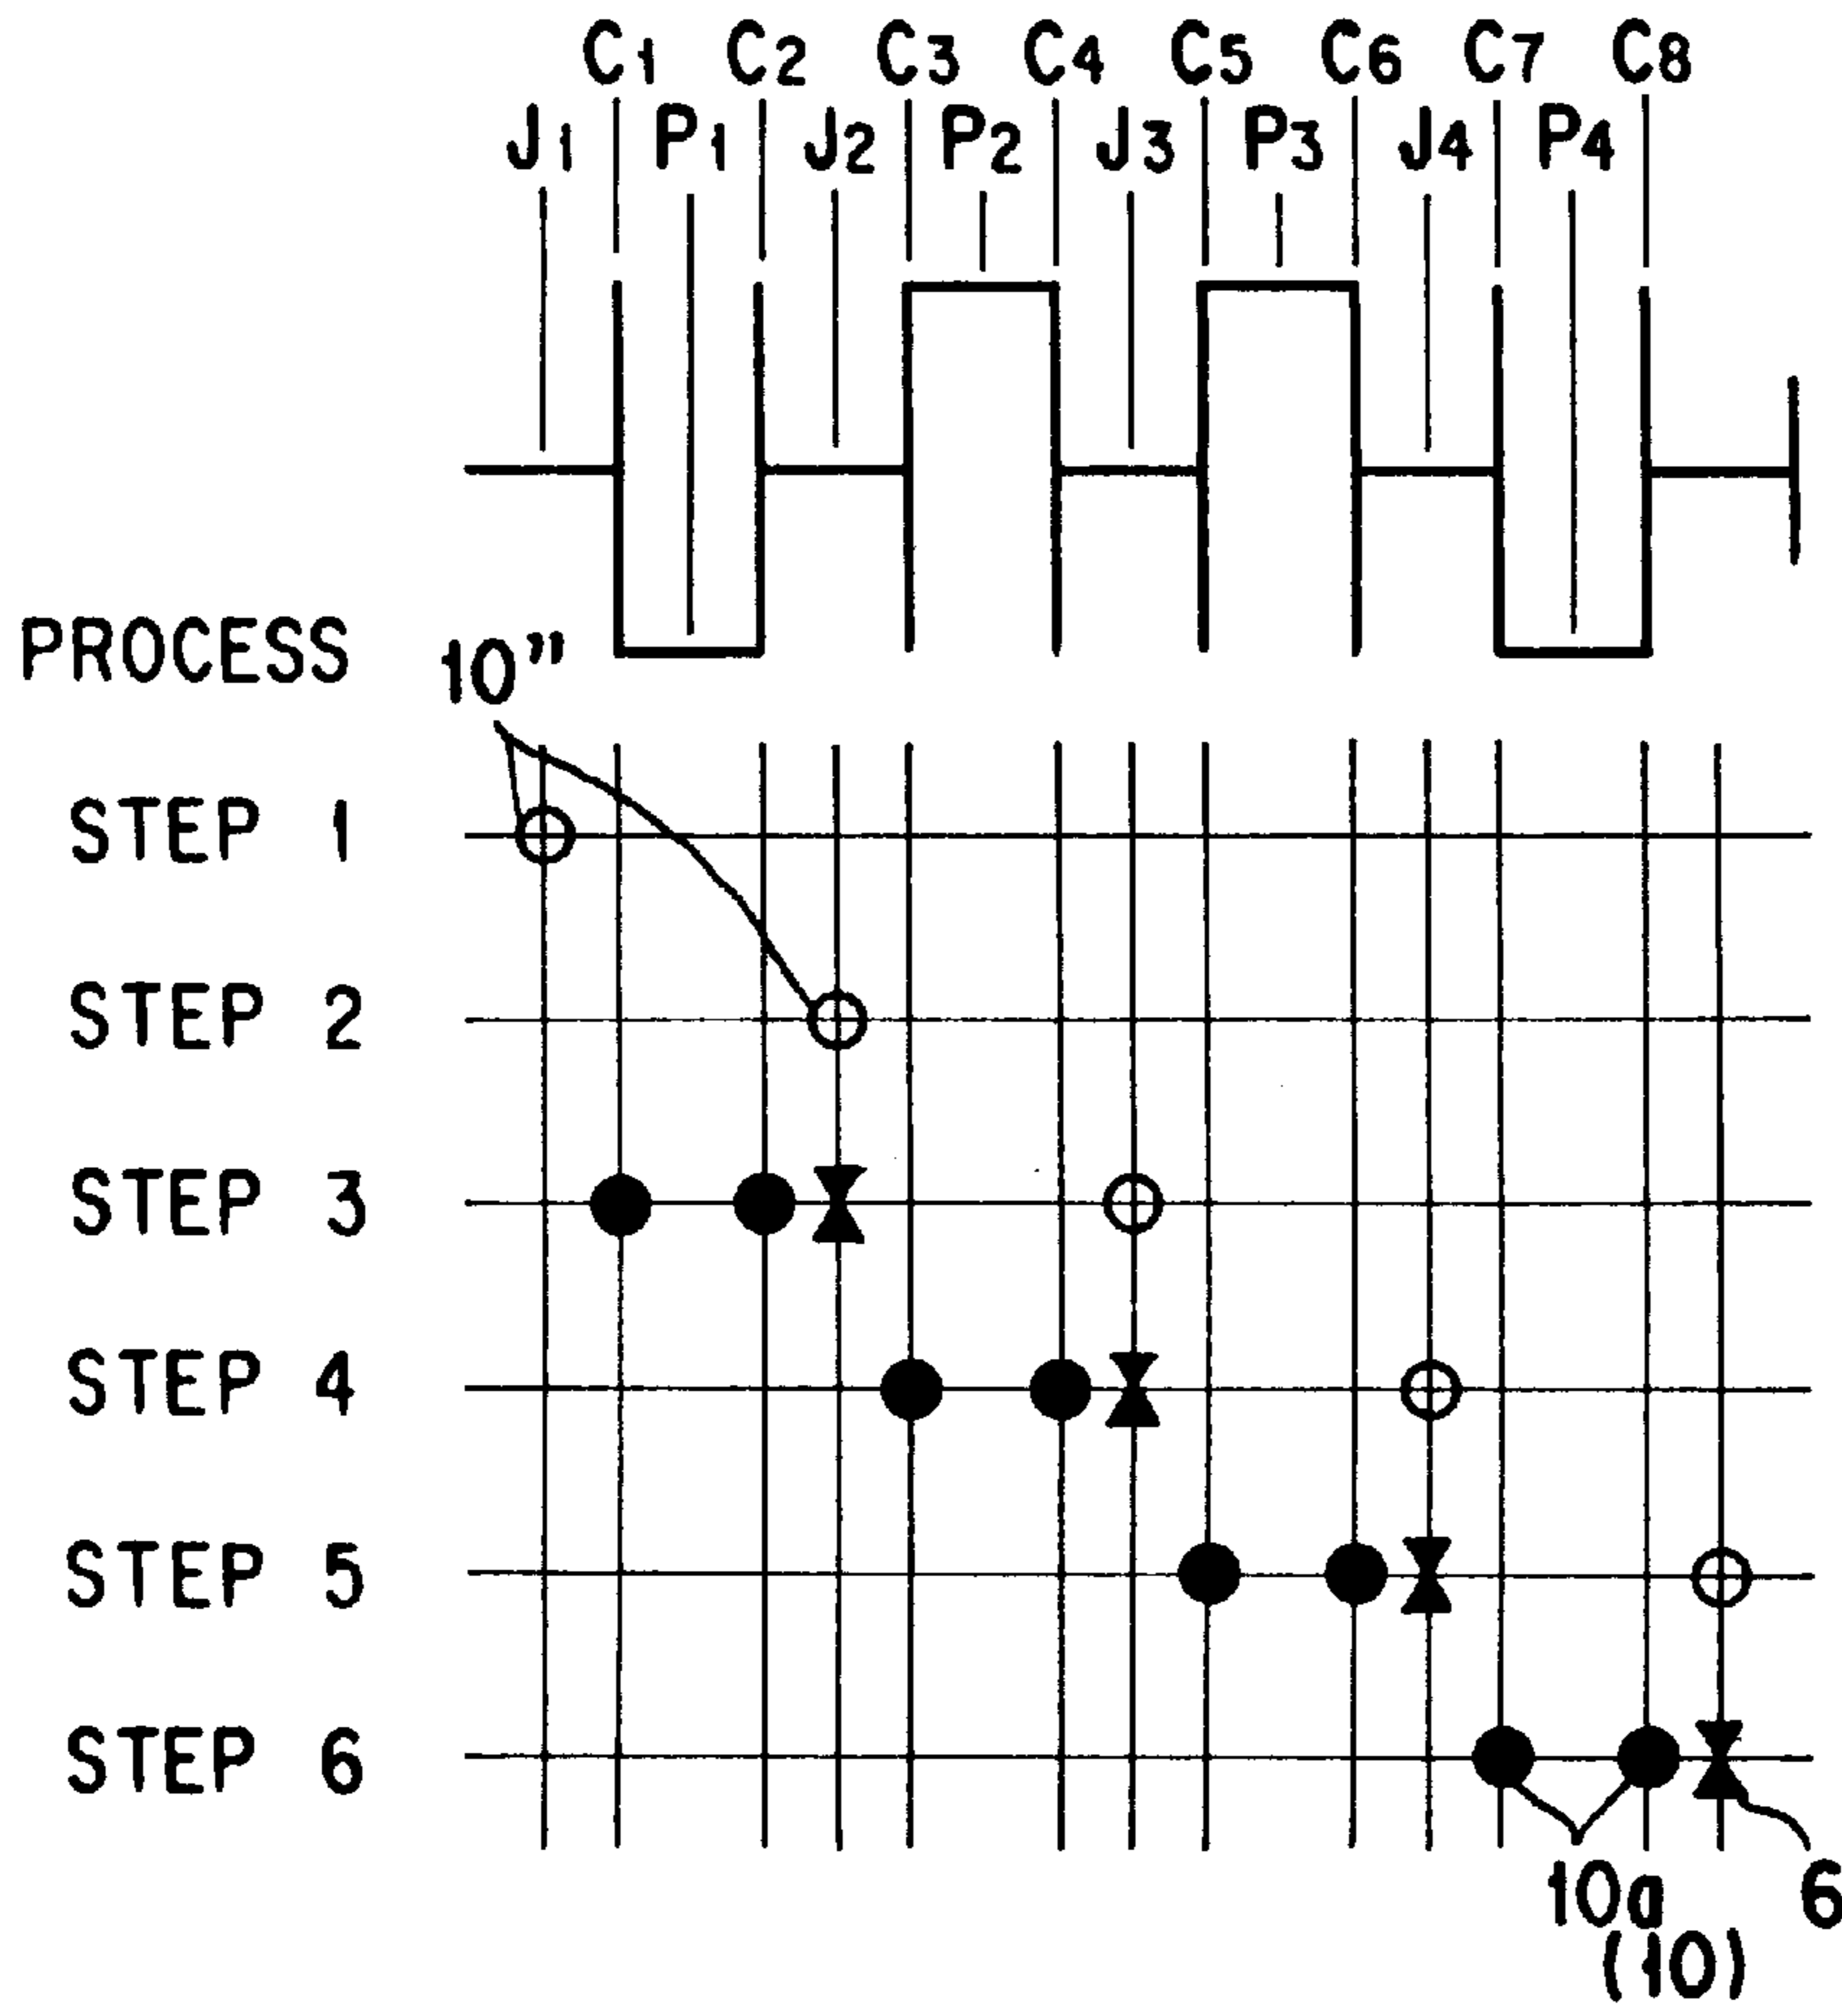 C1 C2 C3 C4 C5 C6 C7 C8
J1 P1 J2 P2 J3 P3 J4 P4
PROCESS
10"
STEP 1
STEP 2
STEP 3
STEP 4
STEP 5
STEP 6
10a 6
(10)